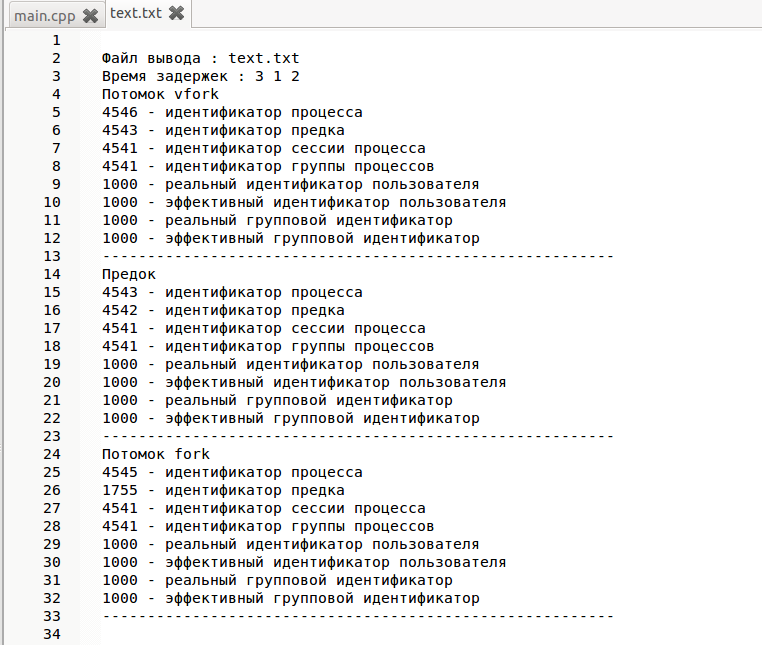 main.cpp text.txt
1
2 Файл вывода : text.txt
3 Время задержек : 3 1 2
4 Потомок vfork
5 4546 - идентификатор процесса
6 4543 - идентификатор предка
7 4541 - идентификатор сессии процесса
8 4541 - идентификатор группы процессов
9 1000 - реальный идентификатор пользователя
10 1000 - эффективный идентификатор пользователя
11 1000 - реальный групповой идентификатор
12 1000 - эффективный групповой идентификатор
13 ---------------------------------------------------------
14 Предок
15 4543 - идентификатор процесса
16 4542 - идентификатор предка
17 4541 - идентификатор сессии процесса
18 4541 - идентификатор группы процессов
19 1000 - реальный идентификатор пользователя
20 1000 - эффективный идентификатор пользователя
21 1000 - реальный групповой идентификатор
22 1000 - эффективный групповой идентификатор
23 ---------------------------------------------------------
24 Потомок fork
25 4545 - идентификатор процесса
26 1755 - идентификатор предка
27 4541 - идентификатор сессии процесса
28 4541 - идентификатор группы процессов
29 1000 - реальный идентификатор пользователя
30 1000 - эффективный идентификатор пользователя
31 1000 - реальный групповой идентификатор
32 1000 - эффективный групповой идентификатор
33 ---------------------------------------------------------
34